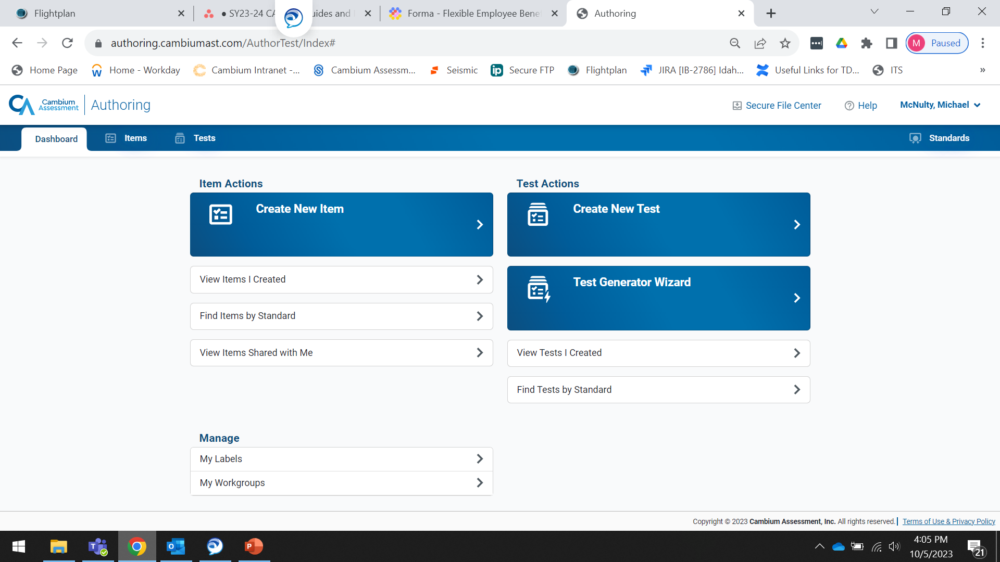 Flightplan
● SY23-24 CA
uides and
Forma - Flexible Employee Bene
Authoring
authoring.cambiumast.com/AuthorTest/Index#
M Paused
Home Page
Home - Workday
Cambium Intranet -...
Cambium Assessm...
Seismic
ip Secure FTP
Flightplan
JIRA [IB-2786] Idah...
Useful Links for TD...
ITS
»
CA Cambium Assessment
Authoring
Secure File Center
Help
McNulty, Michael
Dashboard
Items
Tests
Standards
Item Actions
Create New Item
View Items I Created
Find Items by Standard
View Items Shared with Me
Test Actions
Create New Test
Test Generator Wizard
View Tests I Created
Find Tests by Standard
Manage
My Labels
My Workgroups
Copyright © 2023 Cambium Assessment, Inc. All rights reserved. | Terms of Use & Privacy Policy
4:05 PM
10/5/2023
21